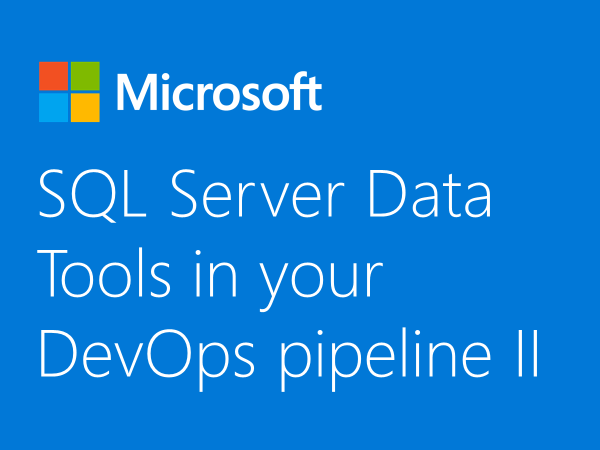 Microsoft
SQL Server Data
Tools in your
DevOps pipeline II